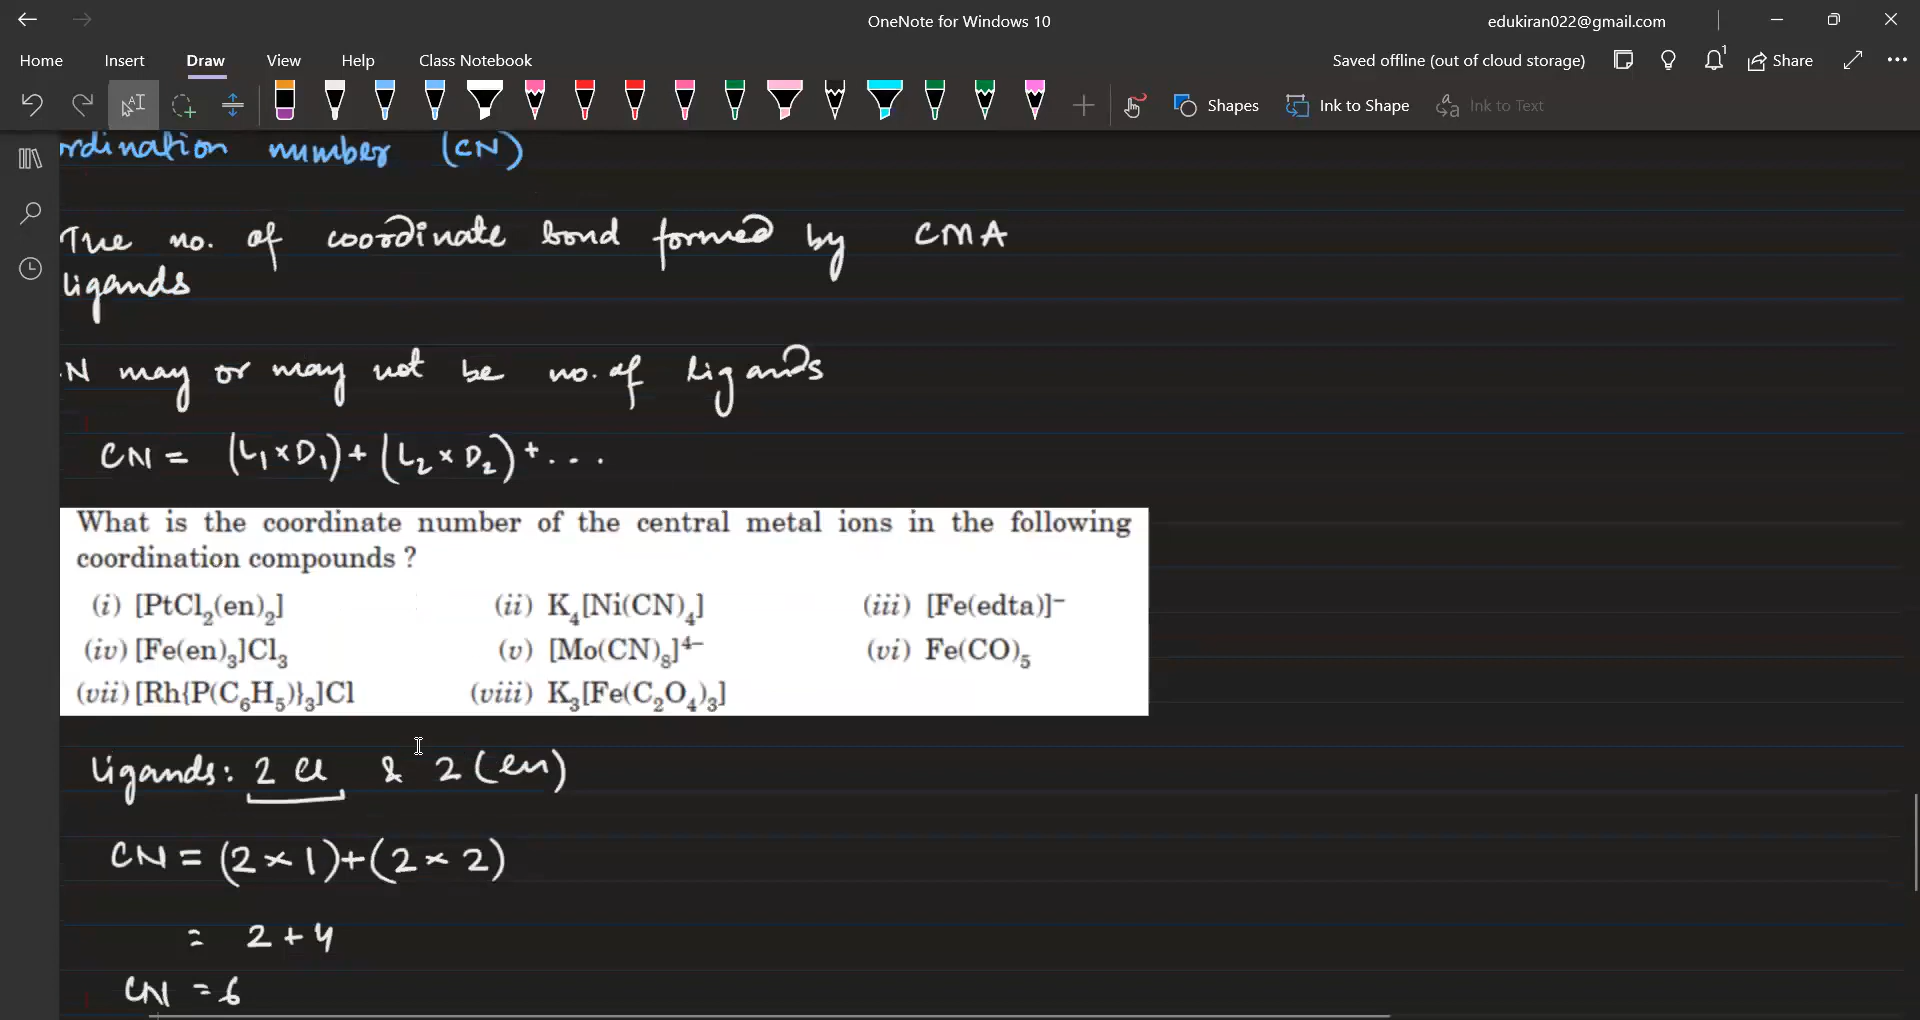 OneNote for Windows 10
edukiran022@gmail.com
Home Insert Draw View Help Class Notebook
Saved offline (out of cloud storage) 1 Share
Shapes Ink to Shape Ink to Text
rdination number (CN)
The no. of coordinate bond formed by CMA
ligands
N may or may not be no. of ligands
CN = (L₁×D₁)+(L₂×D₂)+...
What is the coordinate number of the central metal ions in the following
coordination compounds ?
(i) [PtCl₂(en)₂] (ii) K₄[Ni(CN)₄] (iii) [Fe(edta)]⁻
(iv) [Fe(en)₃]Cl₃ (v) [Mo(CN)₈]⁴⁻ (vi) Fe(CO)₅
(vii) [Rh{P(C₆H₅)}₃]Cl (viii) K₃[Fe(C₂O₄)₃]
ligands: 2 Cl & 2 (en)
CN = (2×1)+(2×2)
= 2+4
CN = 6